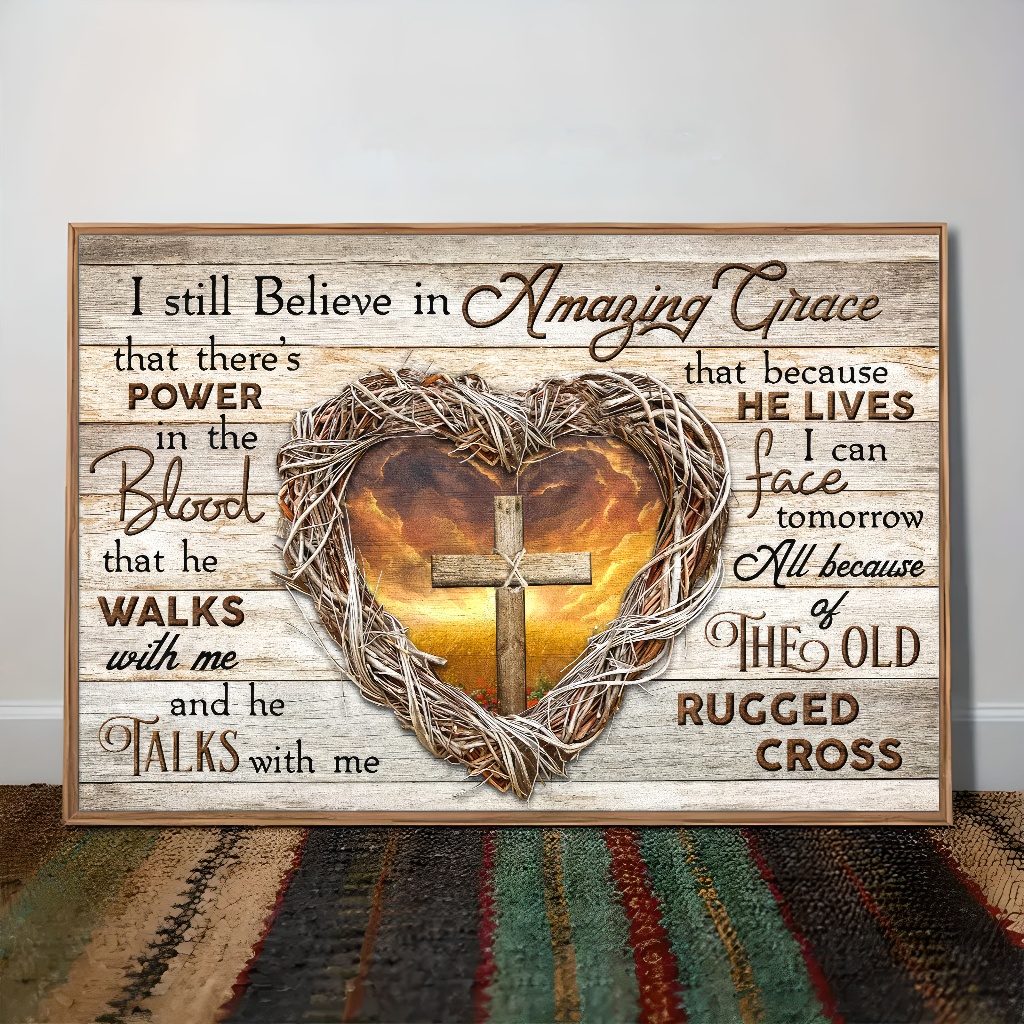 I still Believe in Amazing Grace
that there's
POWER
in the
Blood
that he
WALKS
with me
and he
TALKS with me
that because
HE LIVES
I can
face
tomorrow
All because
of
THE OLD
RUGGED
CROSS